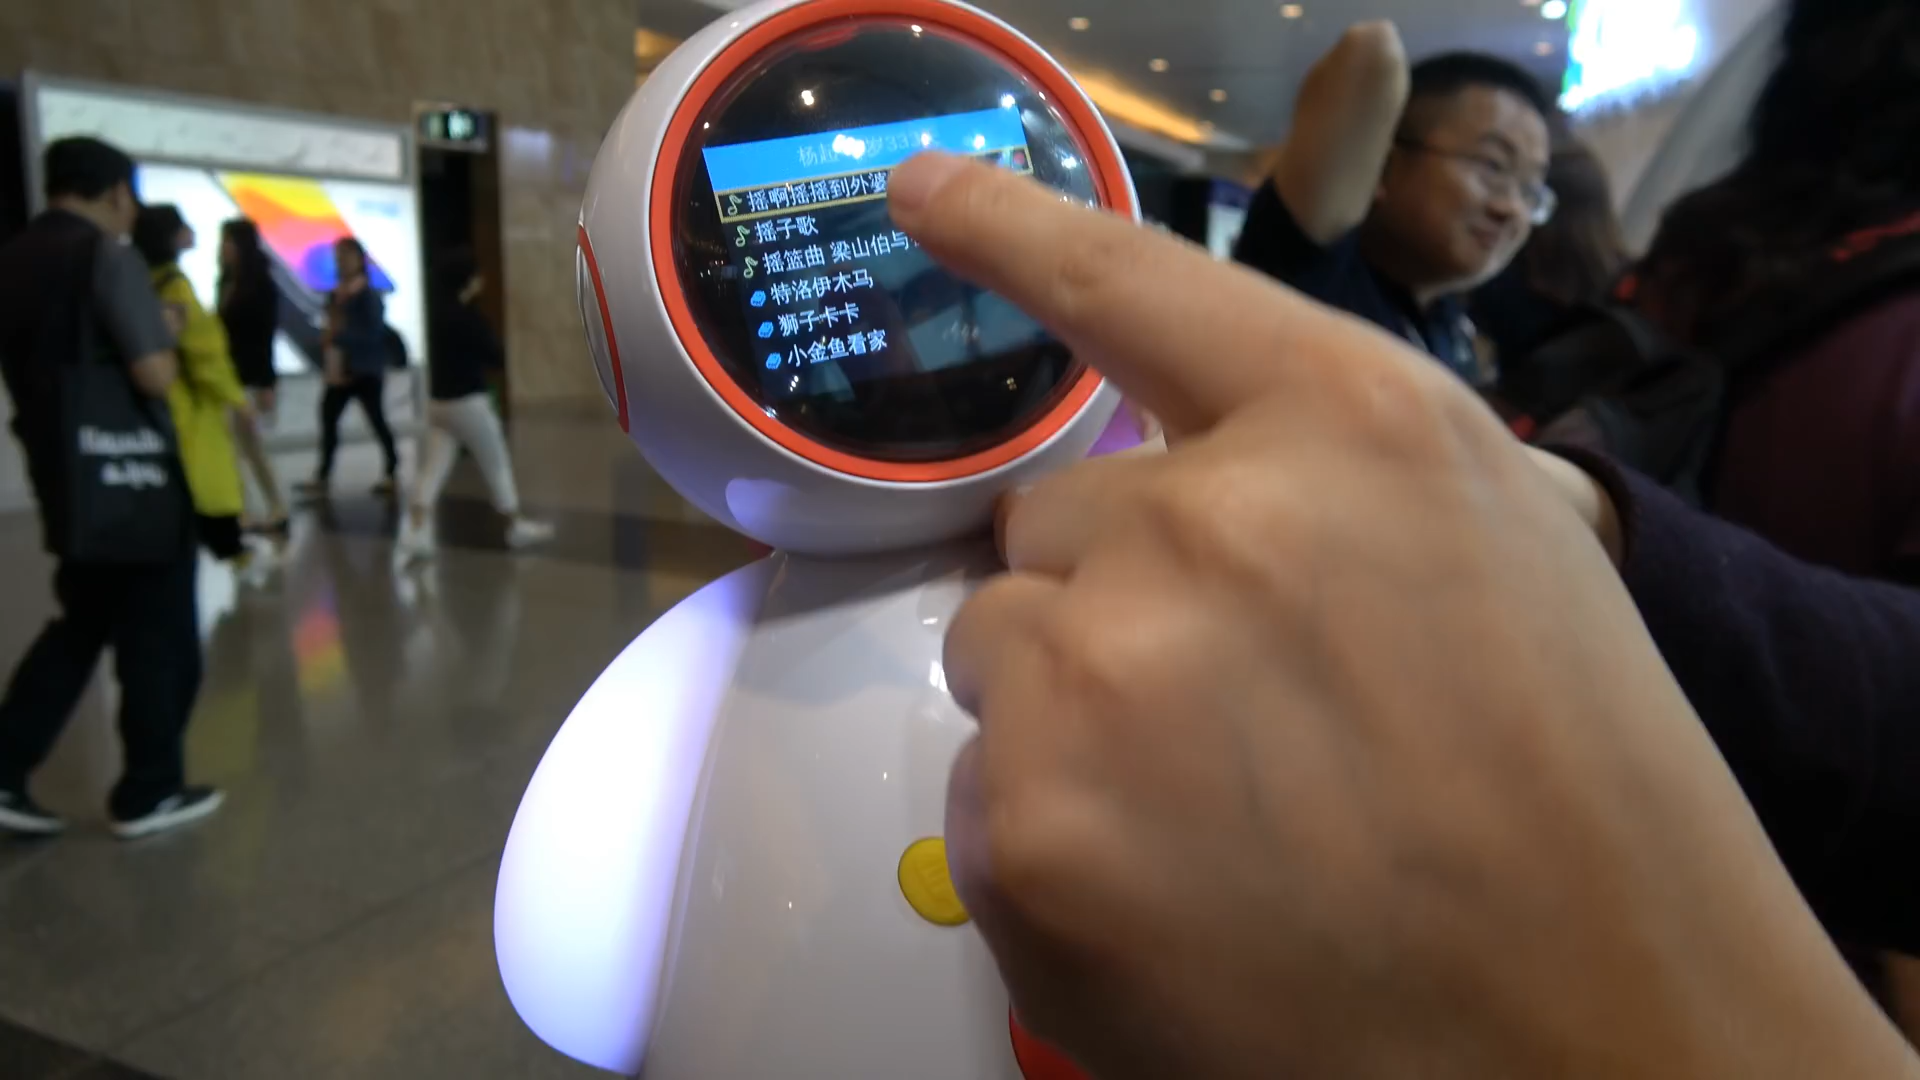 摇啊摇摇到外婆
摇子歌
摇篮曲 梁山伯与
特洛伊木马
狮子卡卡
小金鱼看家